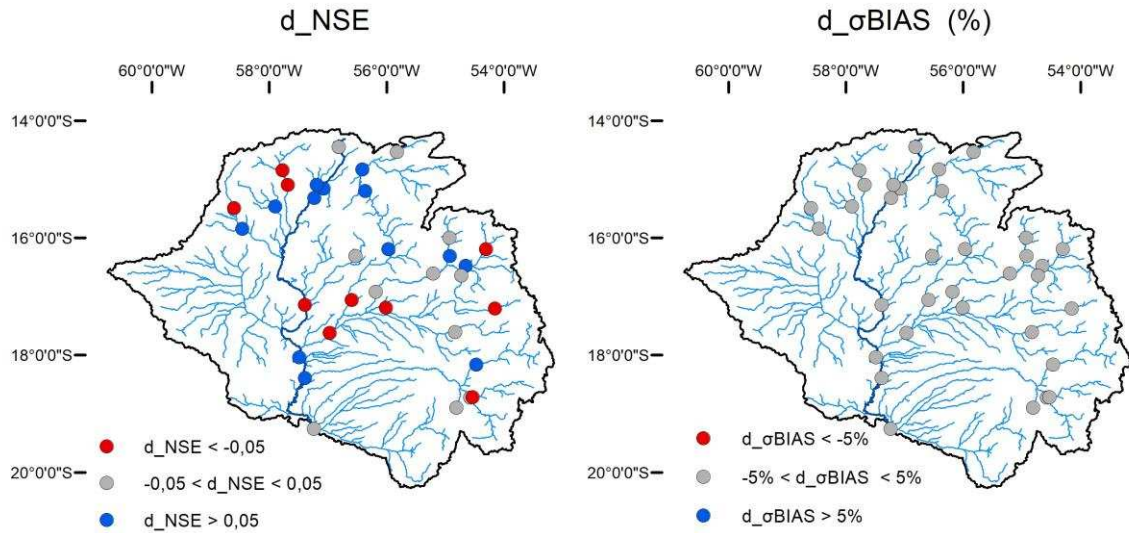 d_NSE
60°0'0"W 58°0'0"W 56°0'0"W 54°0'0"W
14°0'0"S
16°0'0"S
18°0'0"S
20°0'0"S
d_NSE < -0,05
-0,05 < d_NSE < 0,05
d_NSE > 0,05
d_σBIAS (%)
60°0'0"W 58°0'0"W 56°0'0"W 54°0'0"W
14°0'0"S
16°0'0"S
18°0'0"S
20°0'0"S
d_σBIAS < -5%
-5% < d_σBIAS < 5%
d_σBIAS > 5%